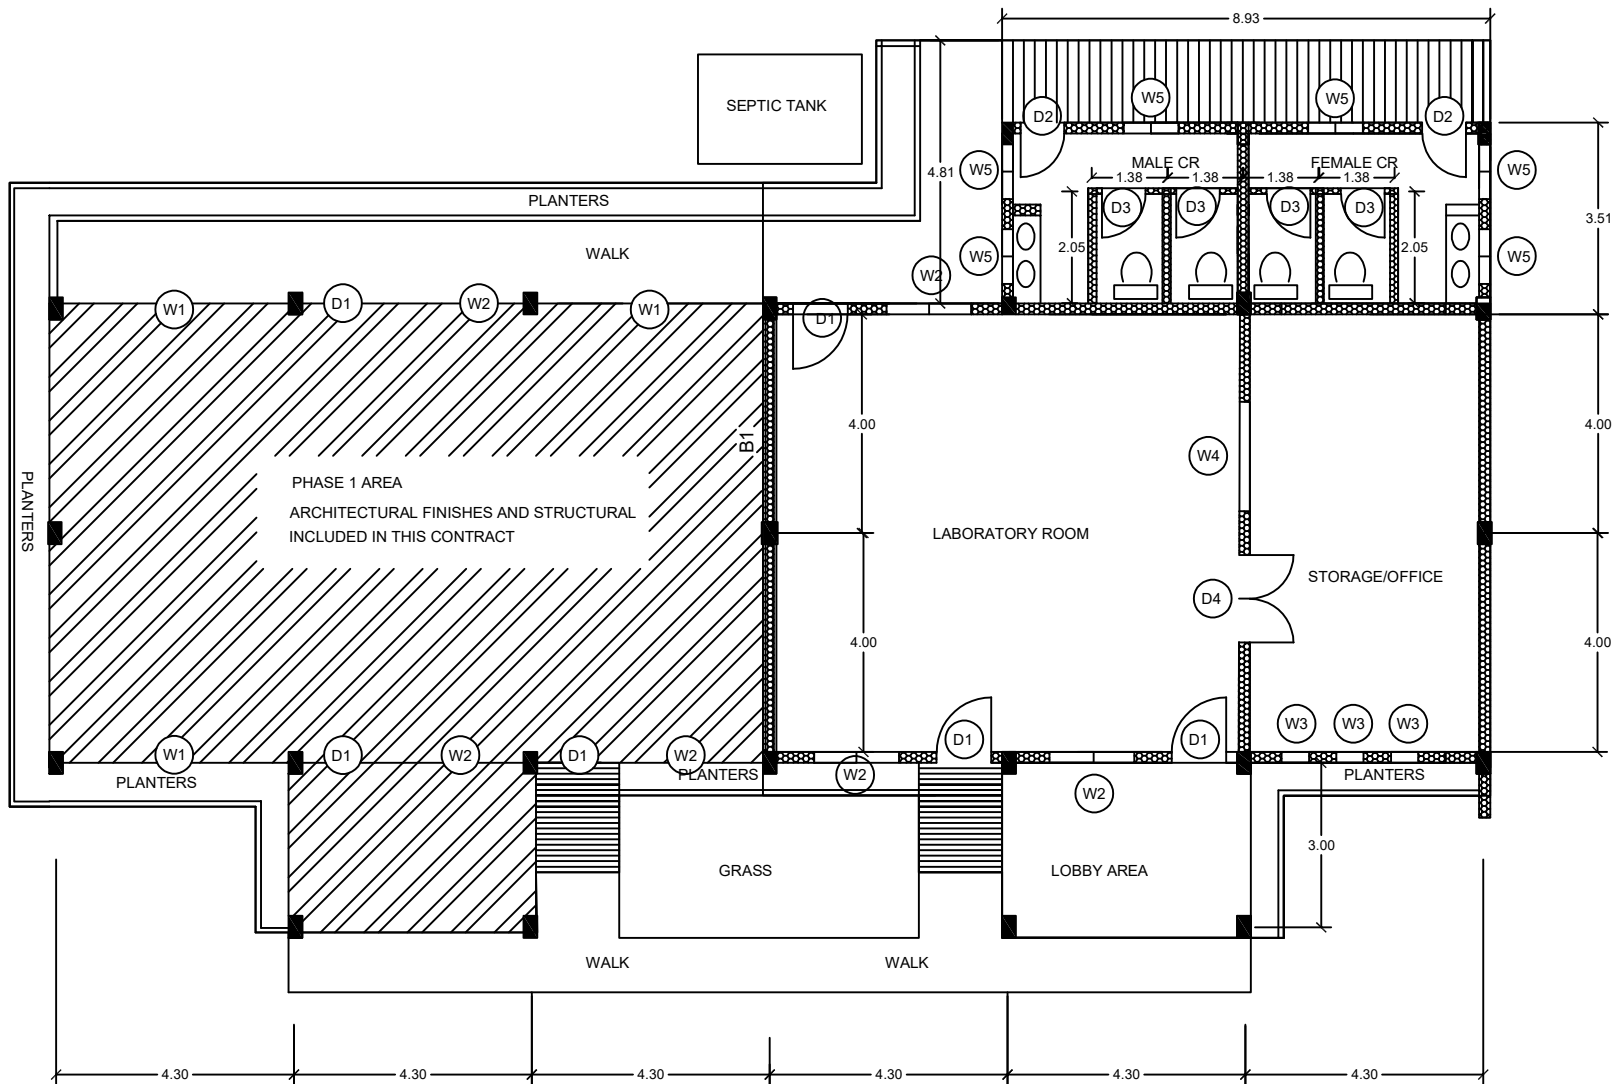 8.93
SEPTIC TANK
W5
W5
D2
D2
4.81
W5
MALE CR
FEMALE CR
W5
3.51
1.38
1.38
1.38
1.38
PLANTERS
D3
D3
D3
D3
2.05
2.05
WALK
W5
W5
W2
W1
D1
W2
W1
D1
4.00
4.00
B1
W4
PHASE 1 AREA
ARCHITECTURAL FINISHES AND STRUCTURAL
INCLUDED IN THIS CONTRACT
PLANTERS
LABORATORY ROOM
STORAGE/OFFICE
D4
4.00
4.00
W3
W3
W3
D1
D1
W1
D1
W2
D1
W2
PLANTERS
PLANTERS
W2
PLANTERS
W2
3.00
GRASS
LOBBY AREA
WALK
WALK
4.30
4.30
4.30
4.30
4.30
4.30